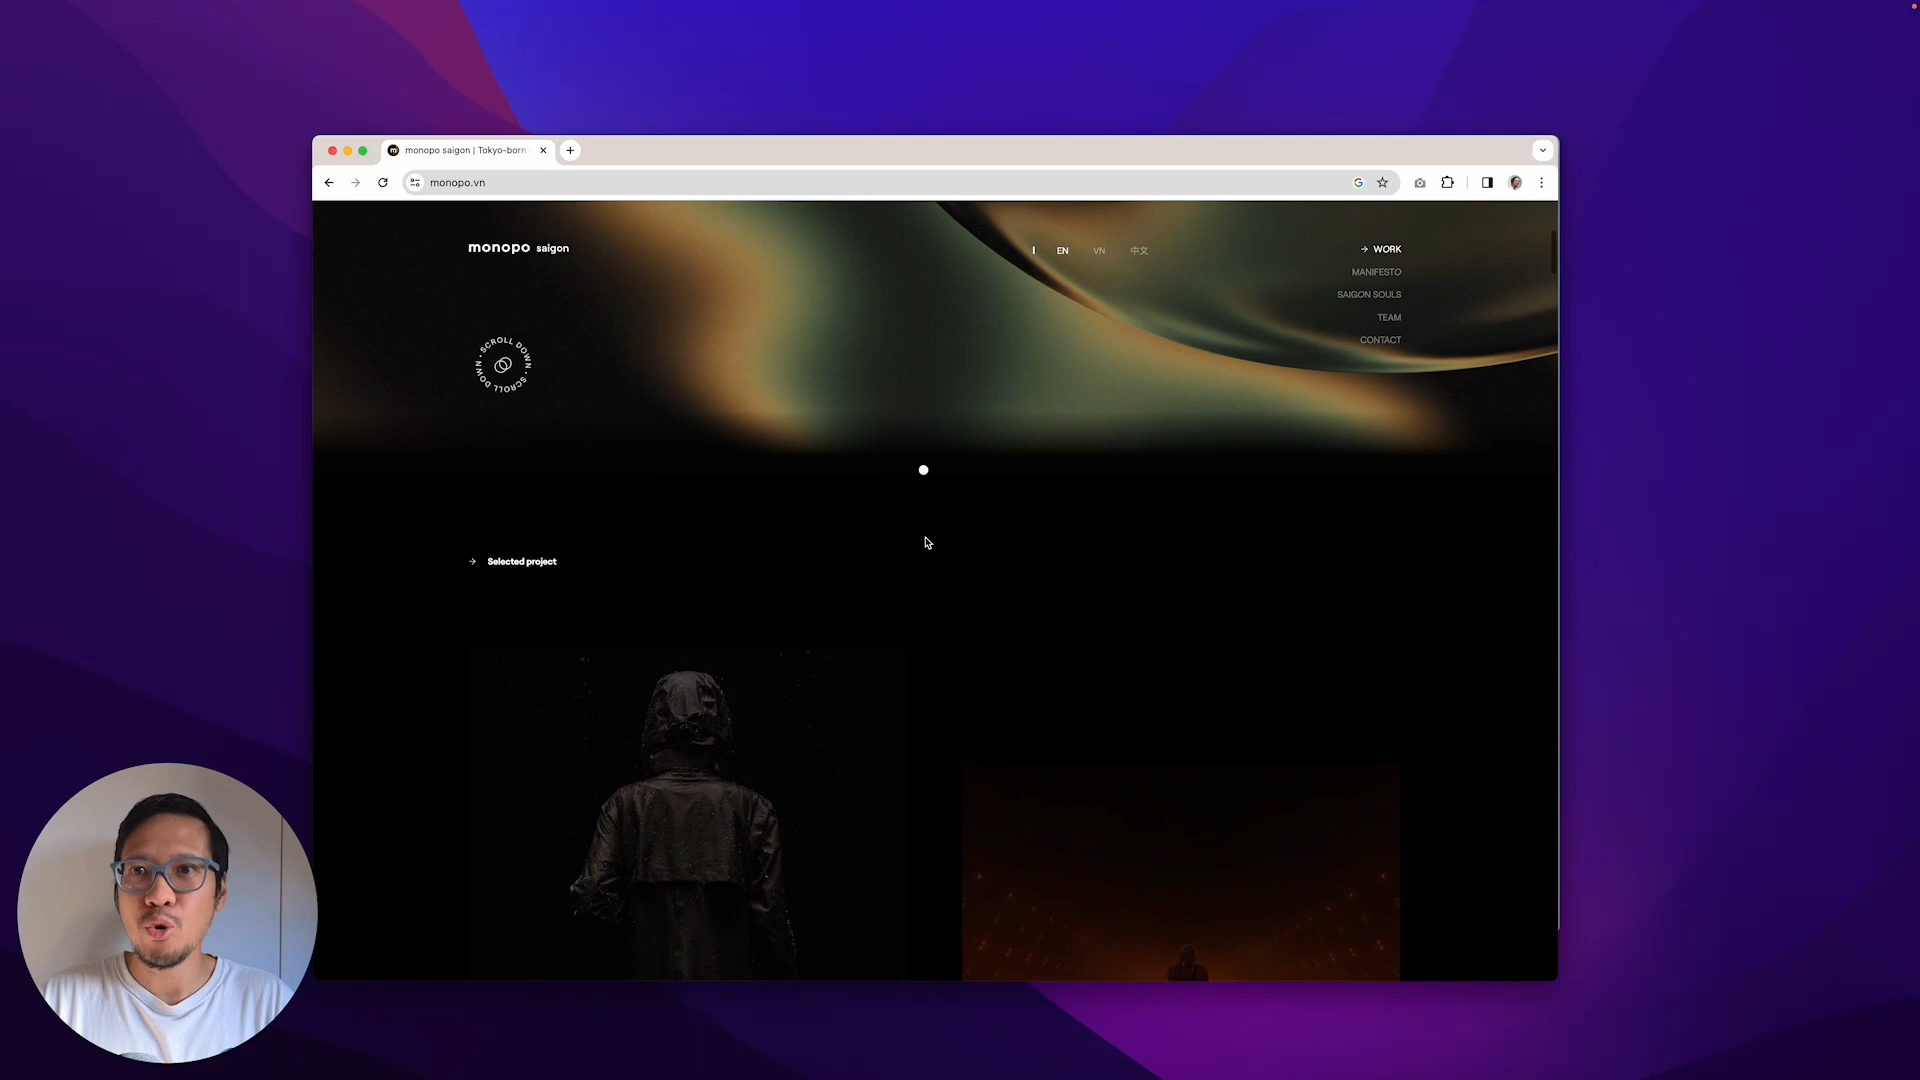 monopo saigon | Tokyo-born
monopo.vn
monopo saigon
EN VN 中文
WORK
MANIFESTO
SAIGON SOULS
TEAM
CONTACT
SCROLL DOWN • SCROLL DOWN •
Selected project